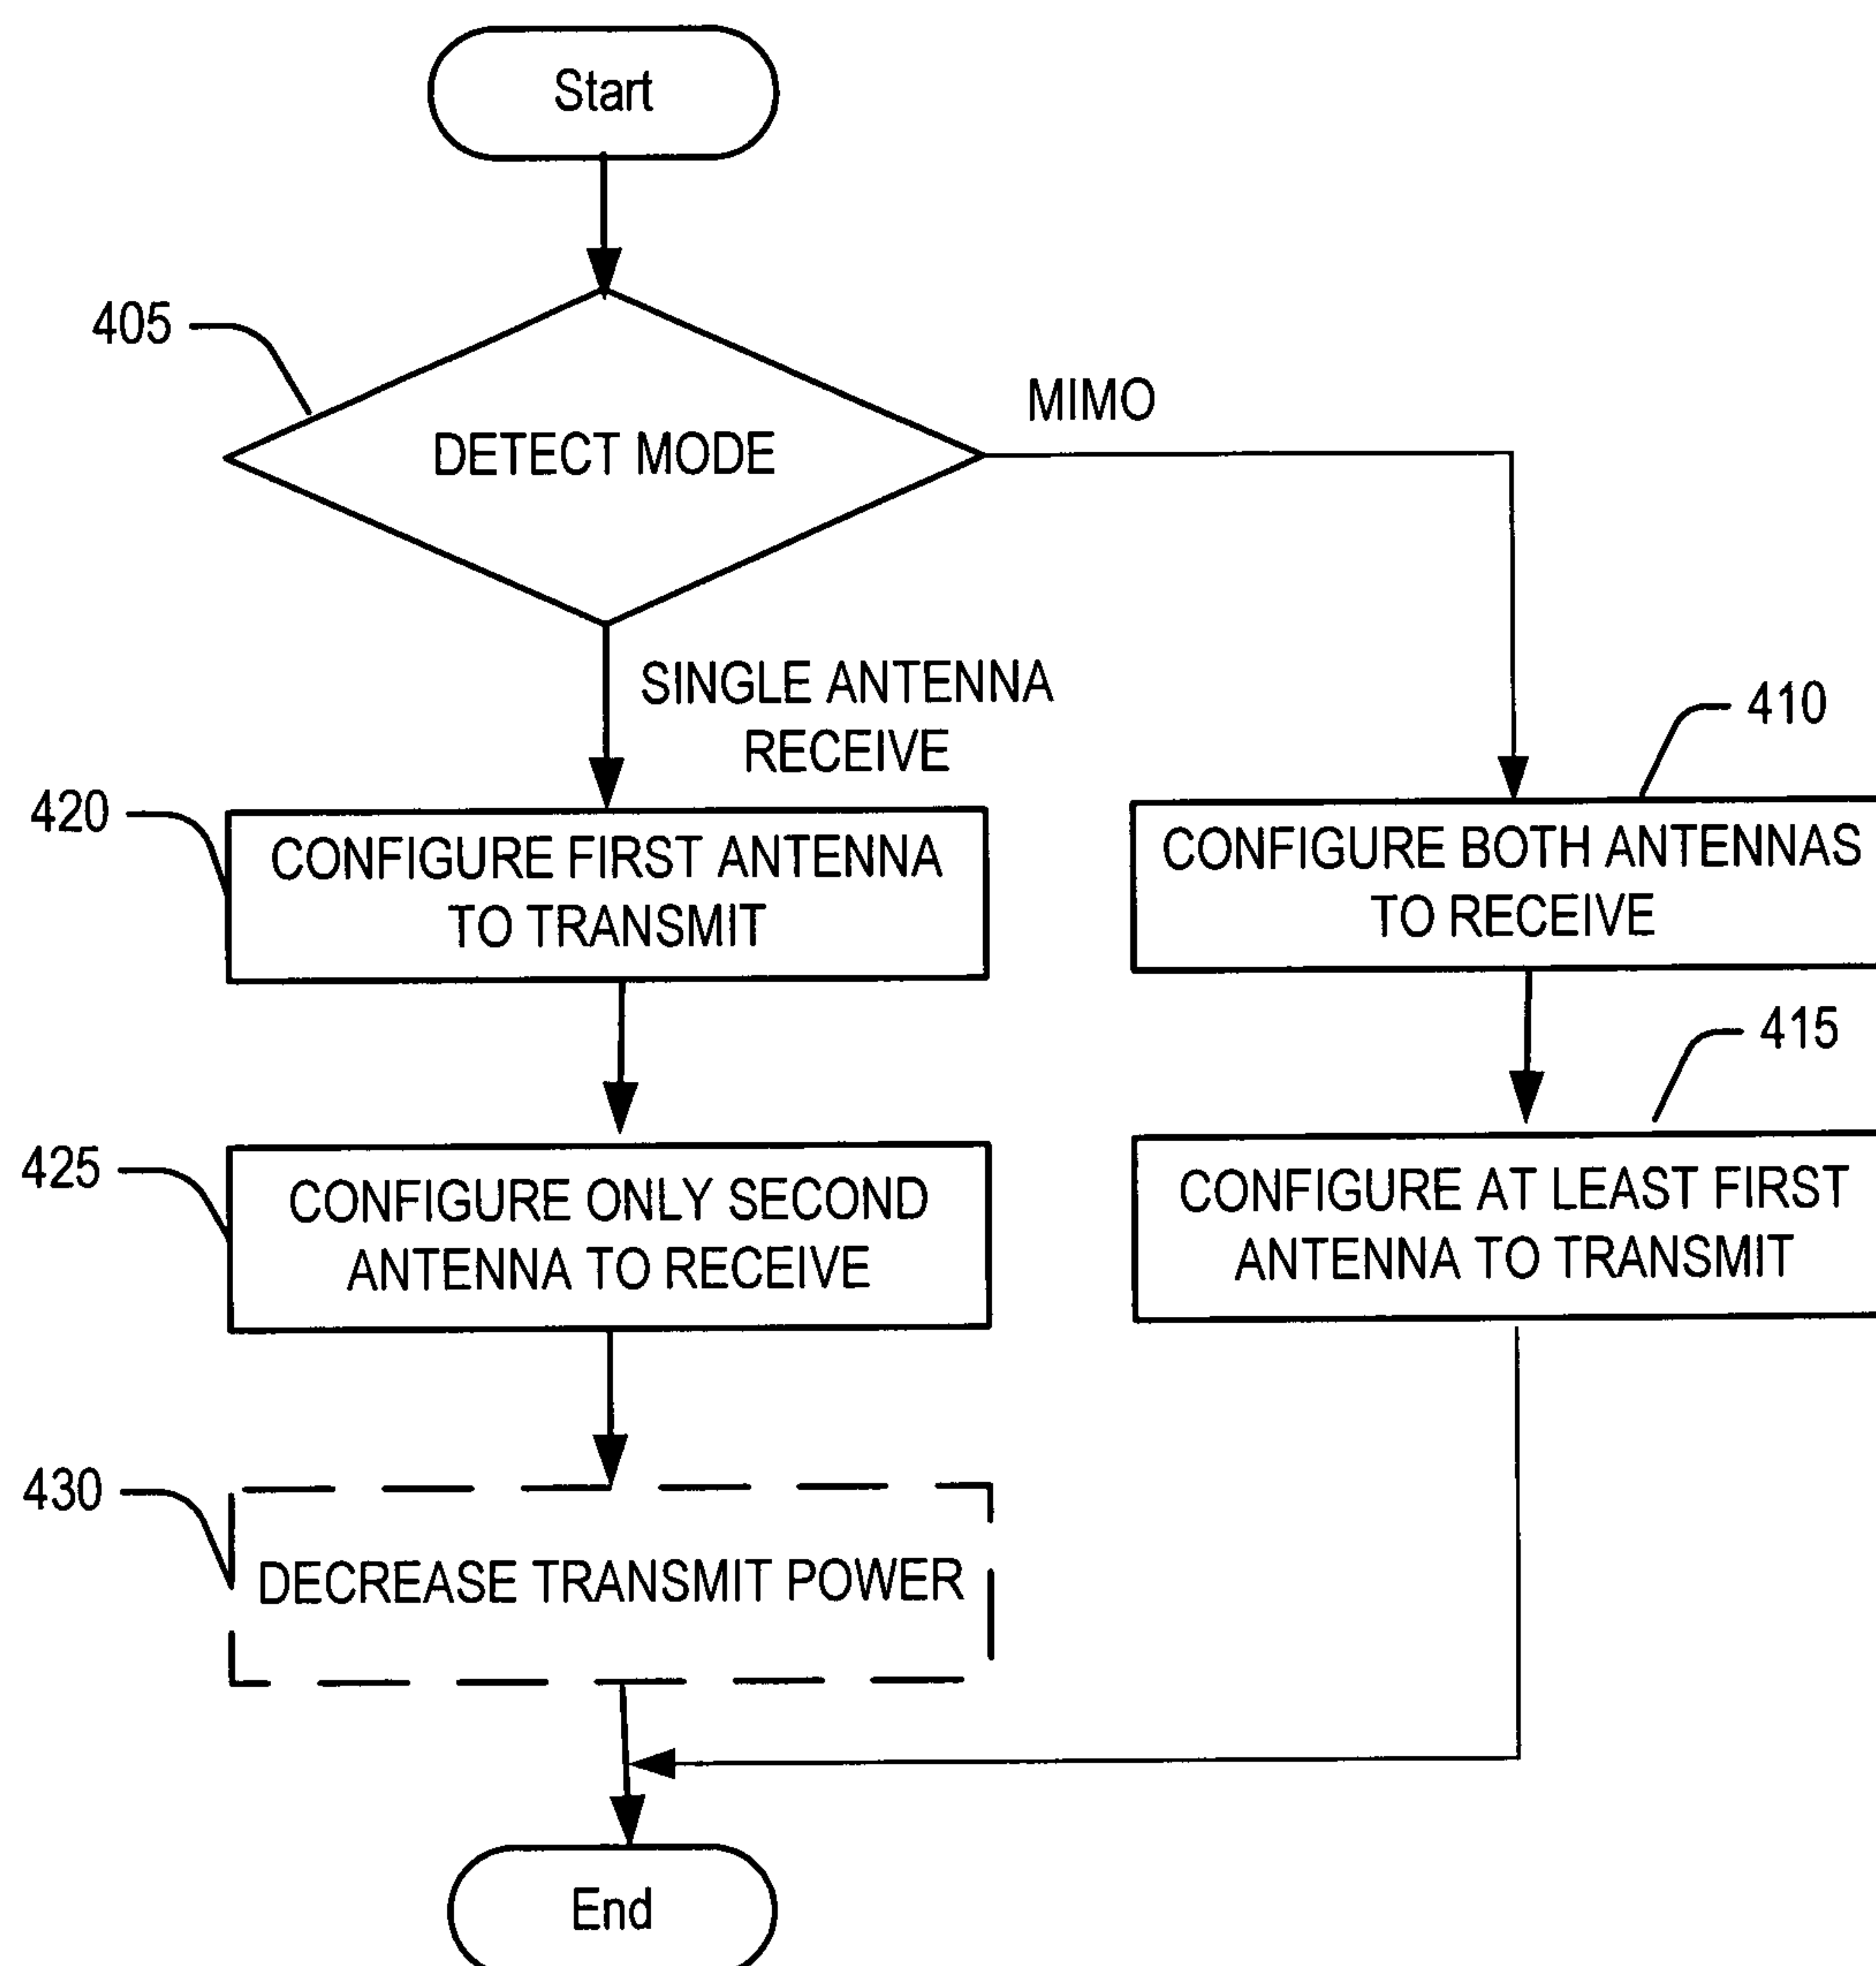 Start
405
DETECT MODE
MIMO
SINGLE ANTENNA
RECEIVE
420
CONFIGURE FIRST ANTENNA
TO TRANSMIT
410
CONFIGURE BOTH ANTENNAS
TO RECEIVE
425
CONFIGURE ONLY SECOND
ANTENNA TO RECEIVE
415
CONFIGURE AT LEAST FIRST
ANTENNA TO TRANSMIT
430
DECREASE TRANSMIT POWER
End